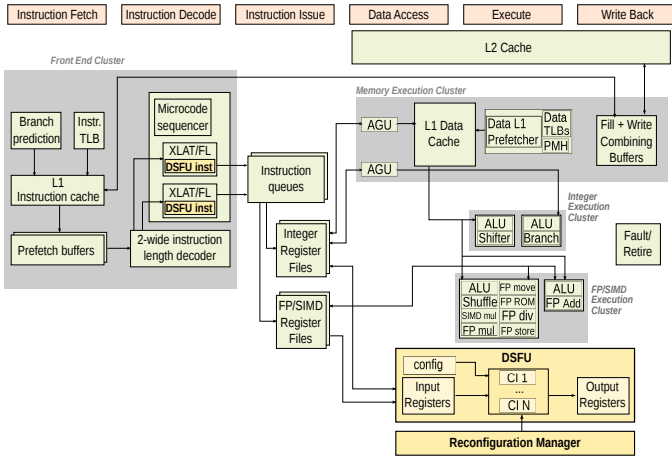 Instruction Fetch
Instruction Decode
Instruction Issue
Data Access
Execute
Write Back
L2 Cache
Front End Cluster
Memory Execution Cluster
Branch
prediction
Instr.
TLB
Microcode
sequencer
XLAT/FL
DSFU inst
XLAT/FL
DSFU inst
L1
Instruction cache
Prefetch buffers
2-wide instruction
length decoder
Instruction
queues
Integer
Register
Files
FP/SIMD
Register
Files
AGU
AGU
L1 Data
Cache
Data L1
Prefetcher
Data
TLBs
PMH
Fill + Write
Combining
Buffers
ALU
Shifter
ALU
Branch
Integer
Execution
Cluster
Fault/
Retire
ALU
Shuffle
SIMD mul
FP mul
FP move
FP ROM
FP div
FP store
ALU
FP Add
FP/SIMD
Execution
Cluster
DSFU
config
Input
Registers
CI 1
...
CI N
Output
Registers
Reconfiguration Manager